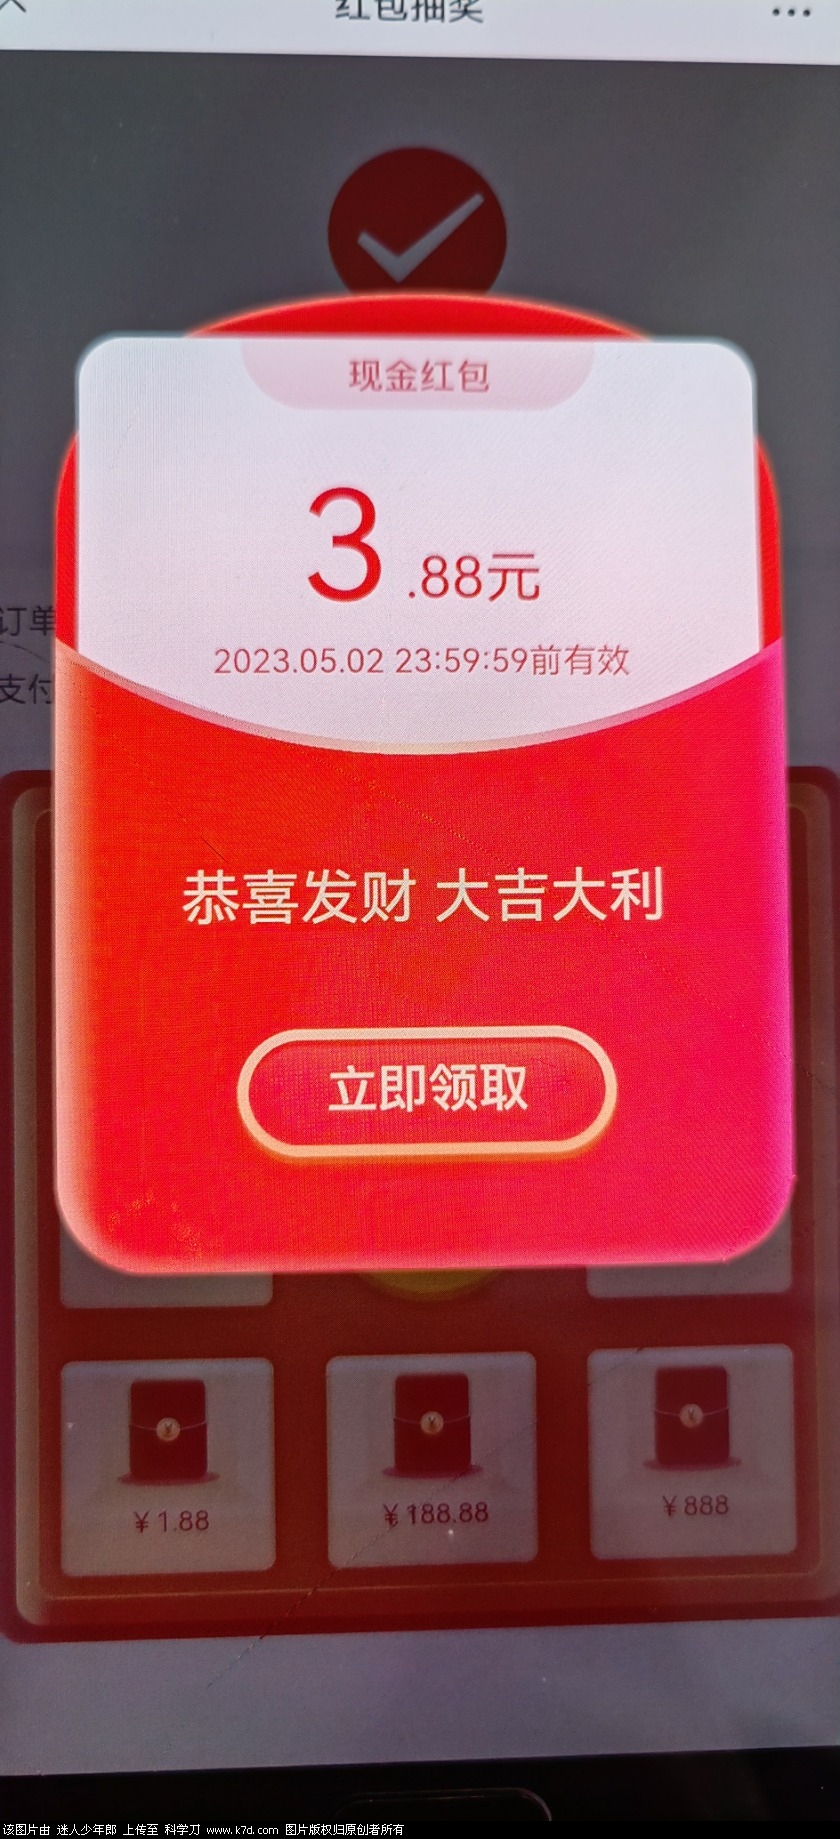 红包抽奖
现金红包
3.88元
2023.05.02 23:59:59前有效
订单
支付
恭喜发财 大吉大利
立即领取
¥1.88 ¥188.88 ¥888
该图片由 迷人少年郎 上传至 科学刀 www.k7d.com 图片版权归原创者所有